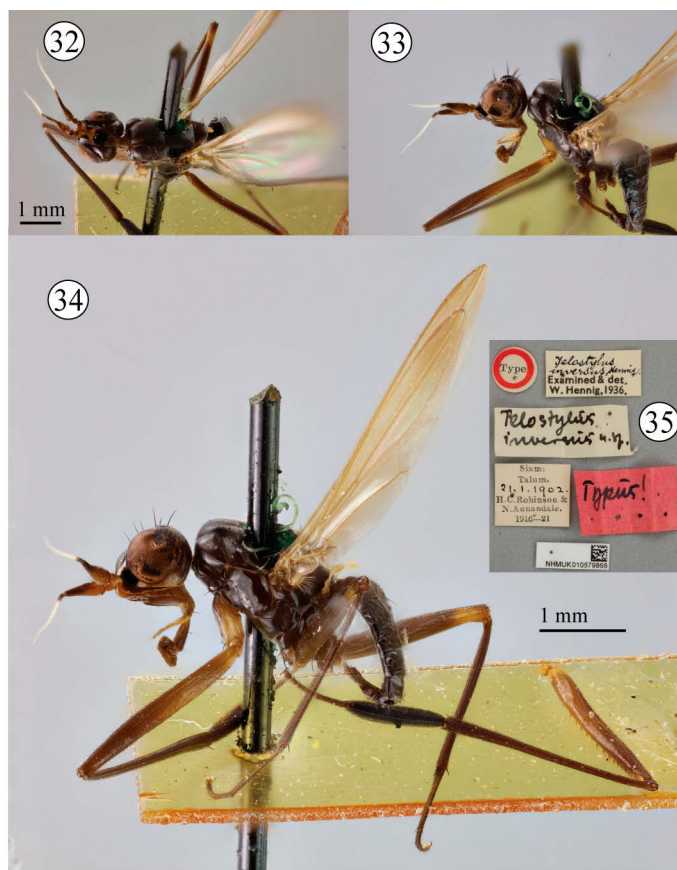 32
33
1 mm
34
35
Type
Telostylus
inversus Hennig.
Examined & det.
W. Hennig, 1936.
Telostylus
inversus n. sp.
Siam:
Talum.
1.1902.
H.C. Robinson &
N. Annandale.
1916–21
Typus!
NHMUK010579868
1 mm